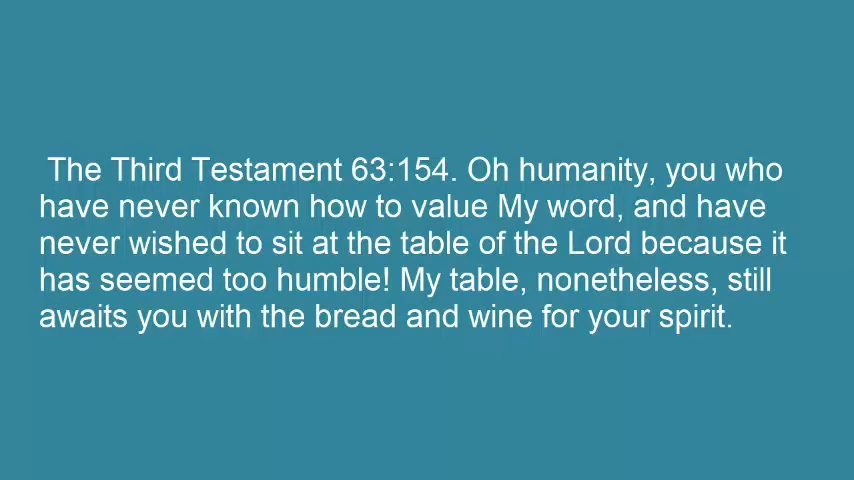 The Third Testament 63:154. Oh humanity, you who
have never known how to value My word, and have
never wished to sit at the table of the Lord because it
has seemed too humble! My table, nonetheless, still
awaits you with the bread and wine for your spirit.